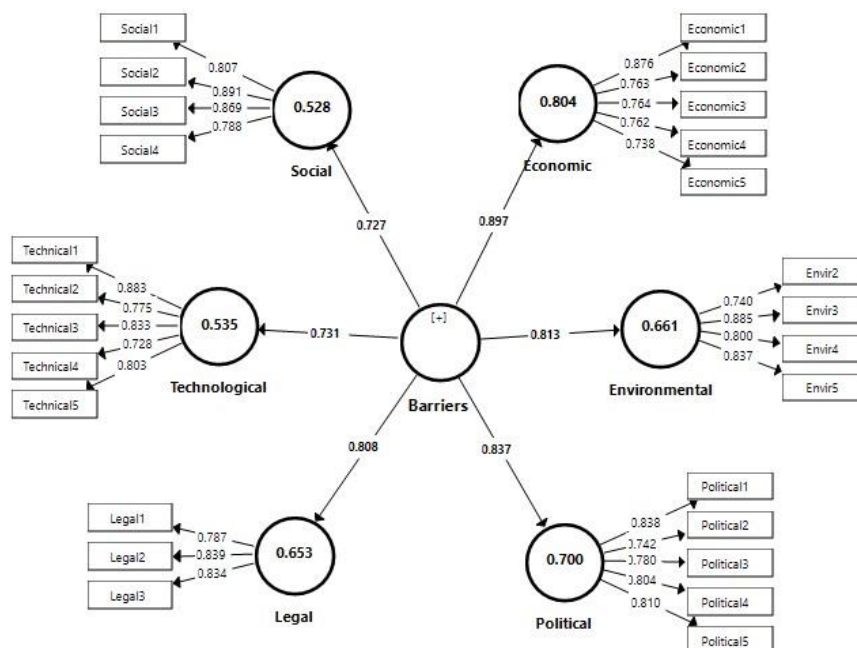 Social1
Social2
Social3
Social4
0.807
0.891
0.869
0.788
0.528
Social
Economic1
Economic2
Economic3
Economic4
Economic5
0.876
0.763
0.764
0.762
0.738
0.804
Economic
0.727
0.897
Technical1
Technical2
Technical3
Technical4
Technical5
0.883
0.775
0.833
0.728
0.803
0.535
Technological
0.731
[+]
Barriers
0.813
0.661
Environmental
0.740
0.885
0.800
0.837
Envir2
Envir3
Envir4
Envir5
0.808
0.837
Legal1
Legal2
Legal3
0.787
0.839
0.834
0.653
Legal
0.700
Political
0.838
0.742
0.780
0.804
0.810
Political1
Political2
Political3
Political4
Political5